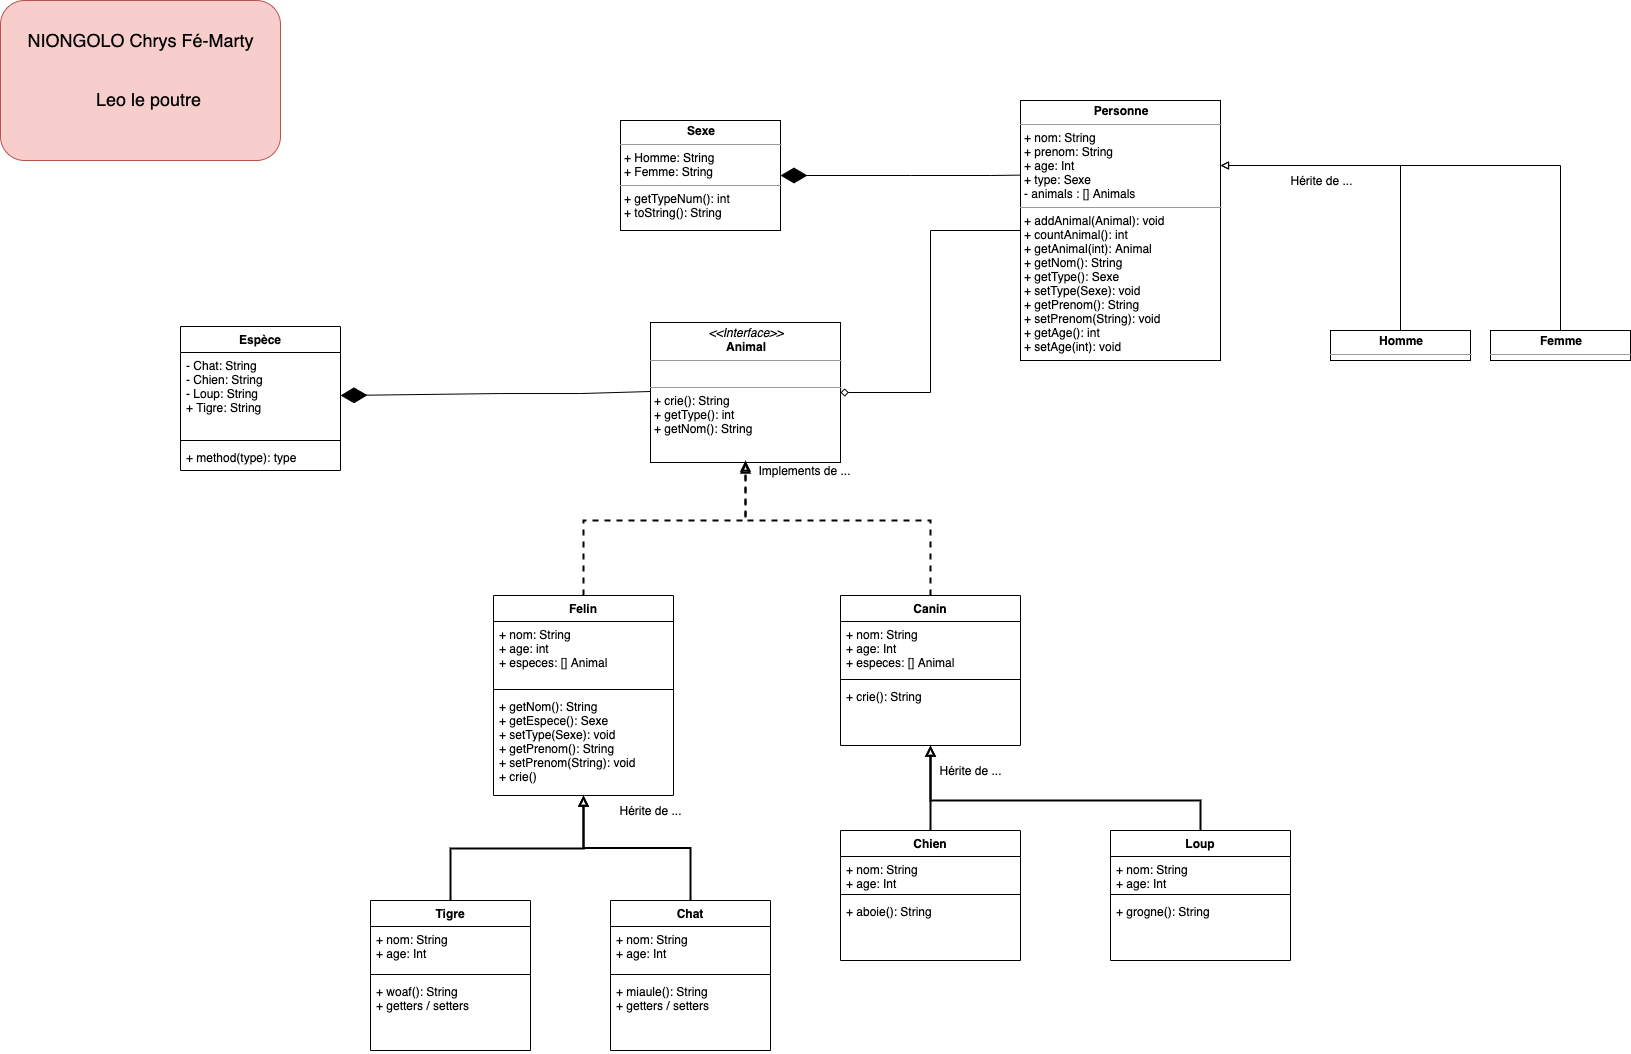 NIONGOLO Chrys Fé-Marty
Leo le poutre
Sexe
+ Homme: String
+ Femme: String
+ getTypeNum(): int
+ toString(): String
Personne
+ nom: String
+ prenom: String
+ age: Int
+ type: Sexe
- animals : [] Animals
+ addAnimal(Animal): void
+ countAnimal(): int
+ getAnimal(int): Animal
+ getNom(): String
+ getType(): Sexe
+ setType(Sexe): void
+ getPrenom(): String
+ setPrenom(String): void
+ getAge(): int
+ setAge(int): void
Hérite de ...
Homme
Femme
Espèce
- Chat: String
- Chien: String
- Loup: String
+ Tigre: String
+ method(type): type
<<Interface>>
Animal
+ crie(): String
+ getType(): int
+ getNom(): String
Implements de ...
Felin
+ nom: String
+ age: int
+ especes: [] Animal
+ getNom(): String
+ getEspece(): Sexe
+ setType(Sexe): void
+ getPrenom(): String
+ setPrenom(String): void
+ crie()
Hérite de ...
Canin
+ nom: String
+ age: Int
+ especes: [] Animal
+ crie(): String
Hérite de ...
Tigre
+ nom: String
+ age: Int
+ woaf(): String
+ getters / setters
Chat
+ nom: String
+ age: Int
+ miaule(): String
+ getters / setters
Chien
+ nom: String
+ age: Int
+ aboie(): String
Loup
+ nom: String
+ age: Int
+ grogne(): String